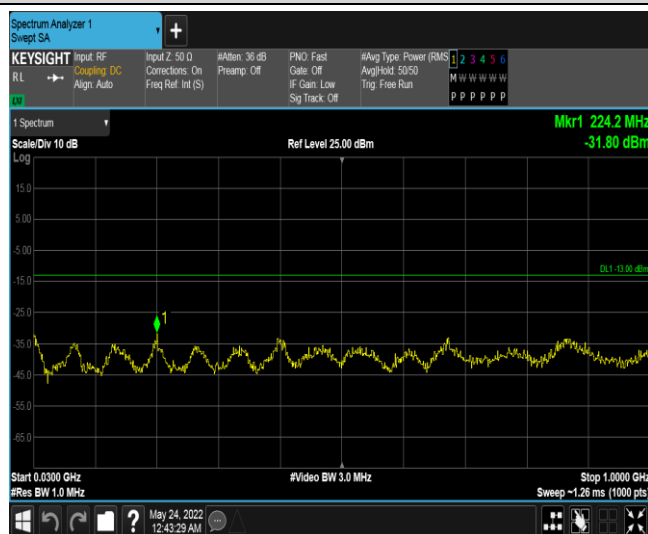 Spectrum Analyzer 1
Swept SA
+
KEYSIGHT
RL
LXI
Input: RF
Coupling: DC
Align: Auto
Input Z: 50 Ω
Corrections: On
Freq Ref: Int (S)
#Atten: 36 dB
Preamp: Off
PNO: Fast
Gate: Off
IF Gain: Low
Sig Track: Off
#Avg Type: Power (RMS
Avg|Hold: 50/50
Trig: Free Run
1 2 3 4 5 6
M W W W W W
P P P P P P
1 Spectrum
Mkr1 224.2 MHz
Scale/Div 10 dB
Ref Level 25.00 dBm
-31.80 dBm
Log
15.0
5.00
-5.00
DL1 -13.00 dBm
-15.0
-25.0
1
-35.0
-45.0
-55.0
-65.0
Start 0.0300 GHz
#Video BW 3.0 MHz
Stop 1.0000 GHz
#Res BW 1.0 MHz
Sweep ~1.26 ms (1000 pts)
?
May 24, 2022
12:43:29 AM